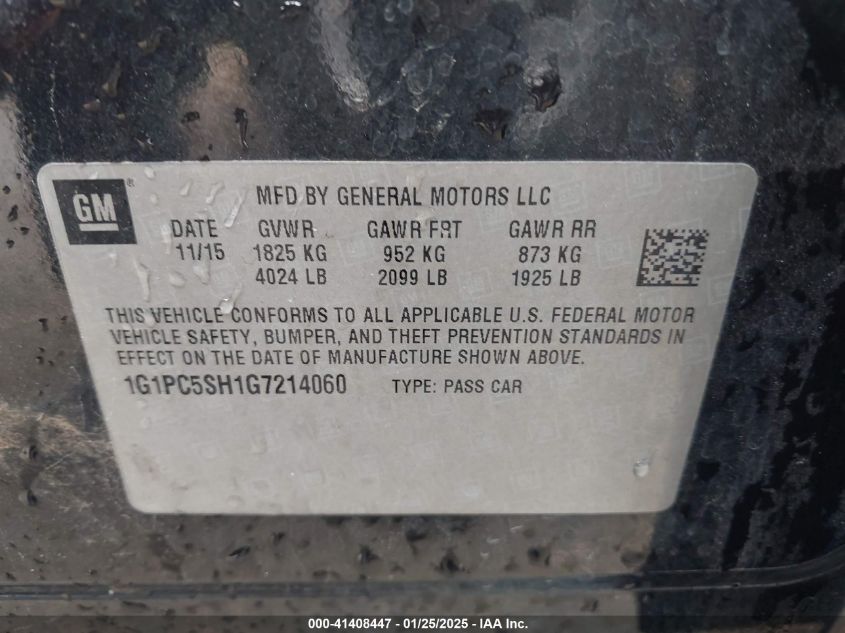 GM ®
MFD BY GENERAL MOTORS LLC
DATE GVWR GAWR FRT GAWR RR
11/15 1825 KG 952 KG 873 KG
4024 LB 2099 LB 1925 LB
THIS VEHICLE CONFORMS TO ALL APPLICABLE U.S. FEDERAL MOTOR
VEHICLE SAFETY, BUMPER, AND THEFT PREVENTION STANDARDS IN
EFFECT ON THE DATE OF MANUFACTURE SHOWN ABOVE.
1G1PC5SH1G7214060 TYPE: PASS CAR
000-41408447 - 01/25/2025 - IAA Inc.